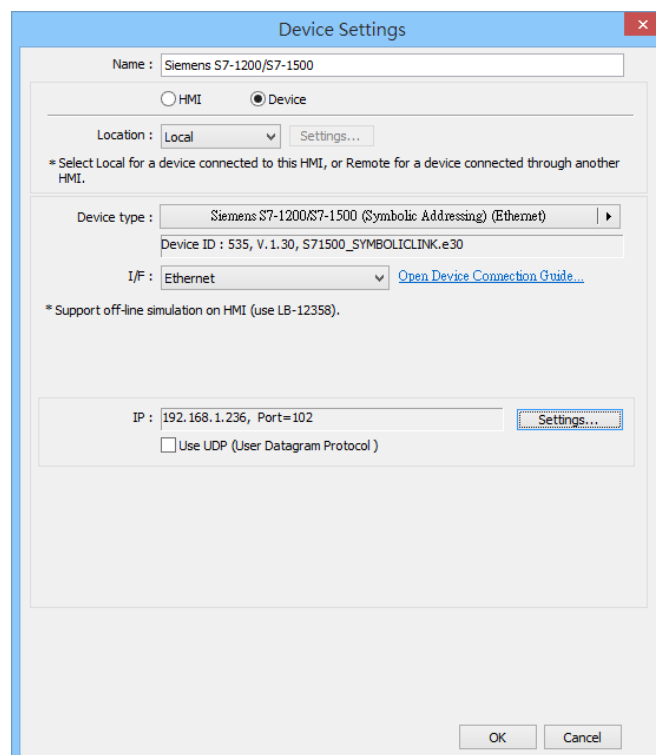 Device Settings
Name : Siemens S7-1200/S7-1500
HMI Device
Location : Local Settings...
* Select Local for a device connected to this HMI, or Remote for a device connected through another
HMI.
Device type : Siemens S7-1200/S7-1500 (Symbolic Addressing) (Ethernet)
Device ID : 535, V.1.30, S71500_SYMBOLICLINK.e30
I/F : Ethernet Open Device Connection Guide...
* Support off-line simulation on HMI (use LB-12358).
IP : 192.168.1.236, Port=102 Settings...
Use UDP (User Datagram Protocol )
OK Cancel